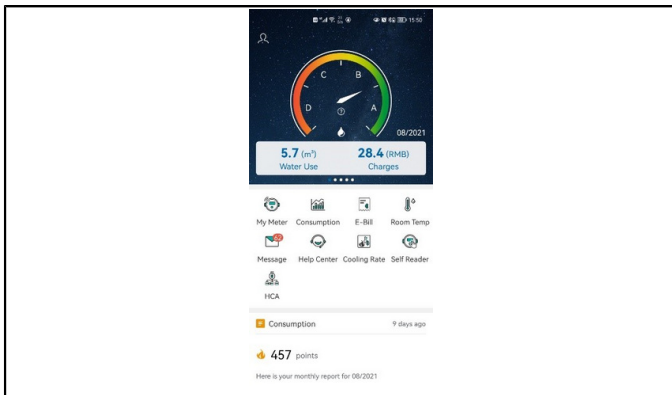 15:50
C B
D A
08/2021
5.7 (m³) 28.4 (RMB)
Water Use Charges
My Meter Consumption E-Bill Room Temp
Message Help Center Cooling Rate Self Reader
HCA
Consumption 9 days ago
457 points
Here is your monthly report for 08/2021